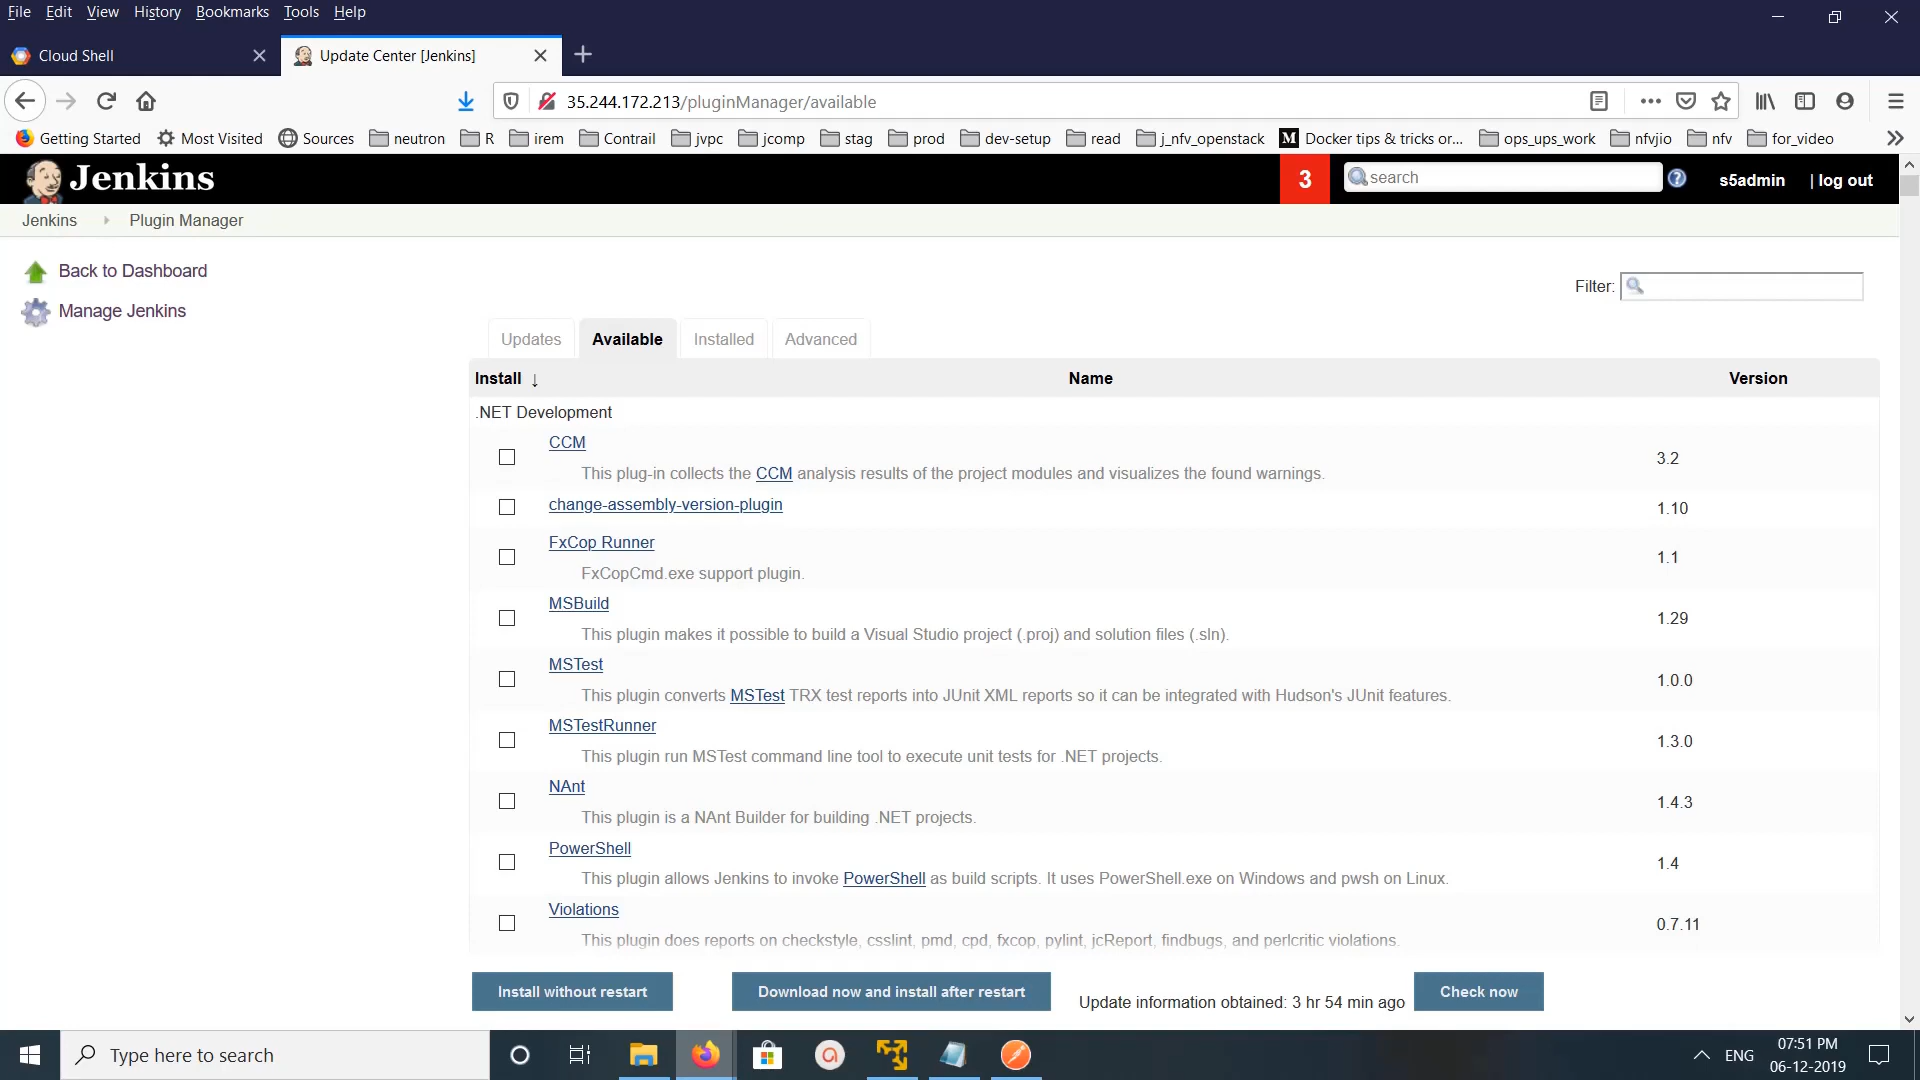 File Edit View History Bookmarks Tools Help
Cloud Shell
Update Center [Jenkins]
35.244.172.213/pluginManager/available
Getting Started Most Visited Sources neutron R irem Contrail jvpc jcomp stag prod dev-setup read j_nfv_openstack M Docker tips & tricks or... ops_ups_work nfvjio nfv for_video
Jenkins
3
search
s5admin
| log out
Jenkins
Plugin Manager
Back to Dashboard
Manage Jenkins
Filter:
Updates Available Installed Advanced
Install ↓ Name Version
.NET Development
CCM
This plug-in collects the CCM analysis results of the project modules and visualizes the found warnings.
3.2
change-assembly-version-plugin
1.10
FxCop Runner
FxCopCmd.exe support plugin.
1.1
MSBuild
This plugin makes it possible to build a Visual Studio project (.proj) and solution files (.sln).
1.29
MSTest
This plugin converts MSTest TRX test reports into JUnit XML reports so it can be integrated with Hudson's JUnit features.
1.0.0
MSTestRunner
This plugin run MSTest command line tool to execute unit tests for .NET projects.
1.3.0
NAnt
This plugin is a NAnt Builder for building .NET projects.
1.4.3
PowerShell
This plugin allows Jenkins to invoke PowerShell as build scripts. It uses PowerShell.exe on Windows and pwsh on Linux.
1.4
Violations
This plugin does reports on checkstyle, csslint, pmd, cpd, fxcop, pylint, jcReport, findbugs, and perlcritic violations.
0.7.11
Install without restart
Download now and install after restart
Update information obtained: 3 hr 54 min ago
Check now
Type here to search
ENG
07:51 PM
06-12-2019